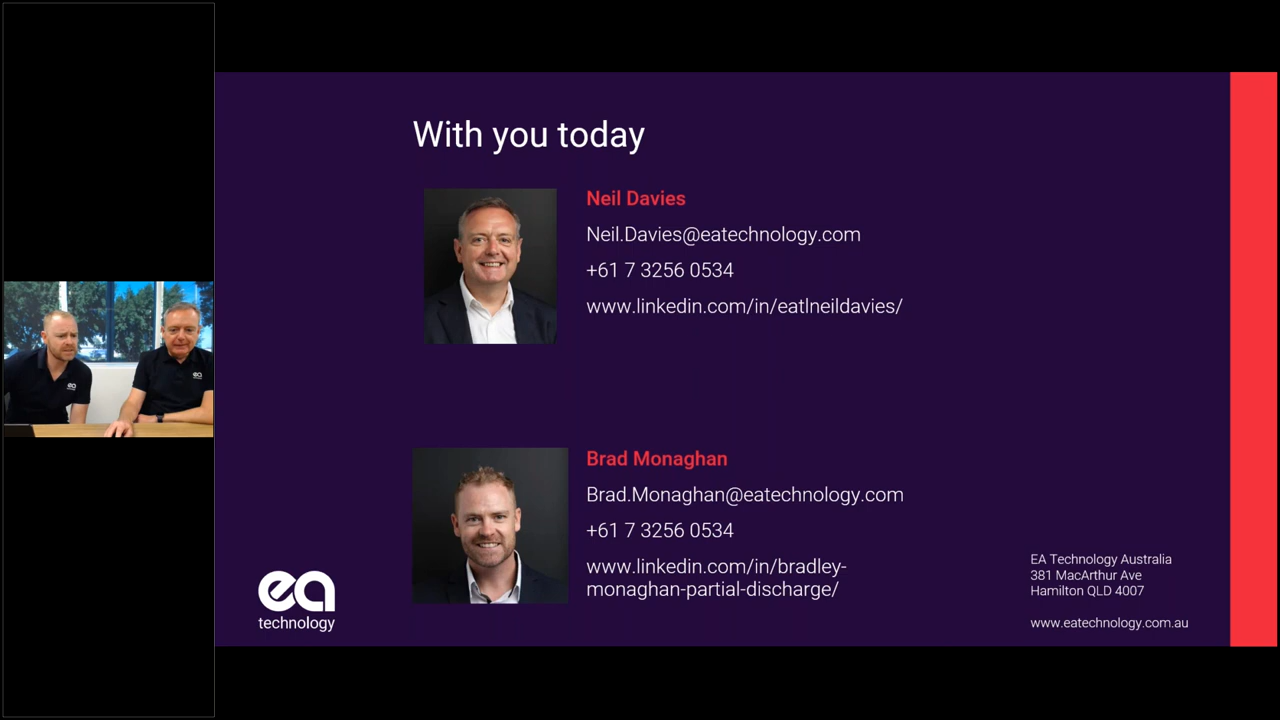 With you today
Neil Davies
Neil.Davies@eatechnology.com
+61 7 3256 0534
www.linkedin.com/in/eatlneildavies/
Brad Monaghan
Brad.Monaghan@eatechnology.com
+61 7 3256 0534
www.linkedin.com/in/bradley-
monaghan-partial-discharge/
ea
technology
EA Technology Australia
381 MacArthur Ave
Hamilton QLD 4007
www.eatechnology.com.au
ea
ea